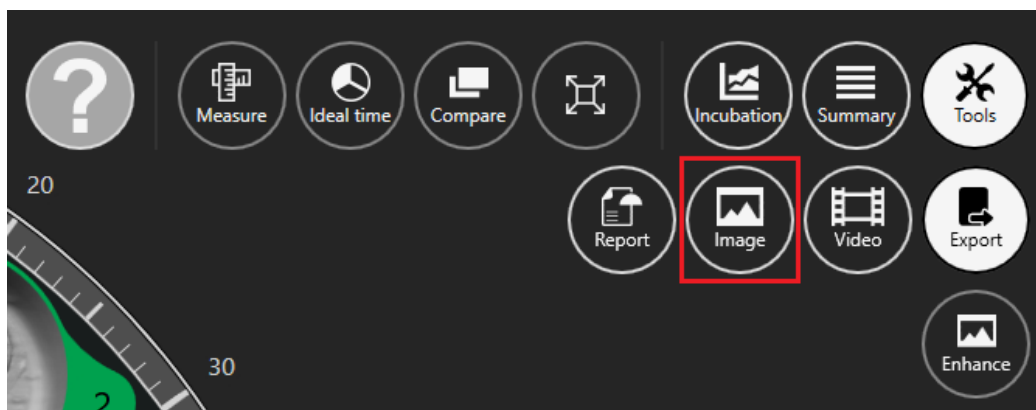 ?
Measure
Ideal time
Compare
Incubation
Summary
Tools
20
Report
Image
Video
Export
30
Enhance
2